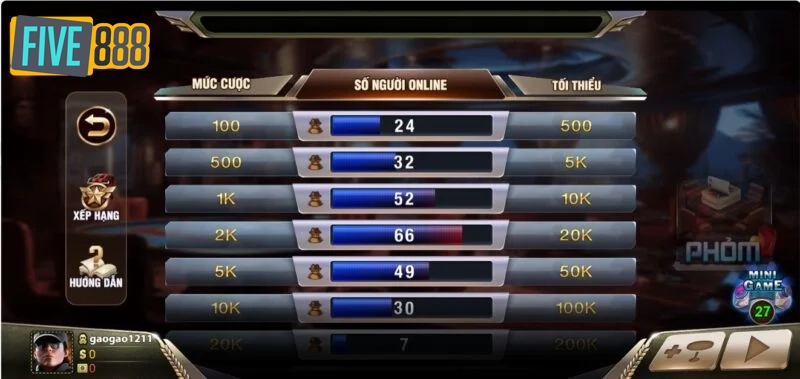 FIVE888
MỨC CƯỢC SỐ NGƯỜI ONLINE TỐI THIỂU
100 24 500
500 32 5K
1K 52 10K
2K 66 20K
5K 49 50K
10K 30 100K
20K 7 200K
XẾP HẠNG
HƯỚNG DẪN
PHỎM
MINI
GAME
27
gaogao1211
$ 0
0